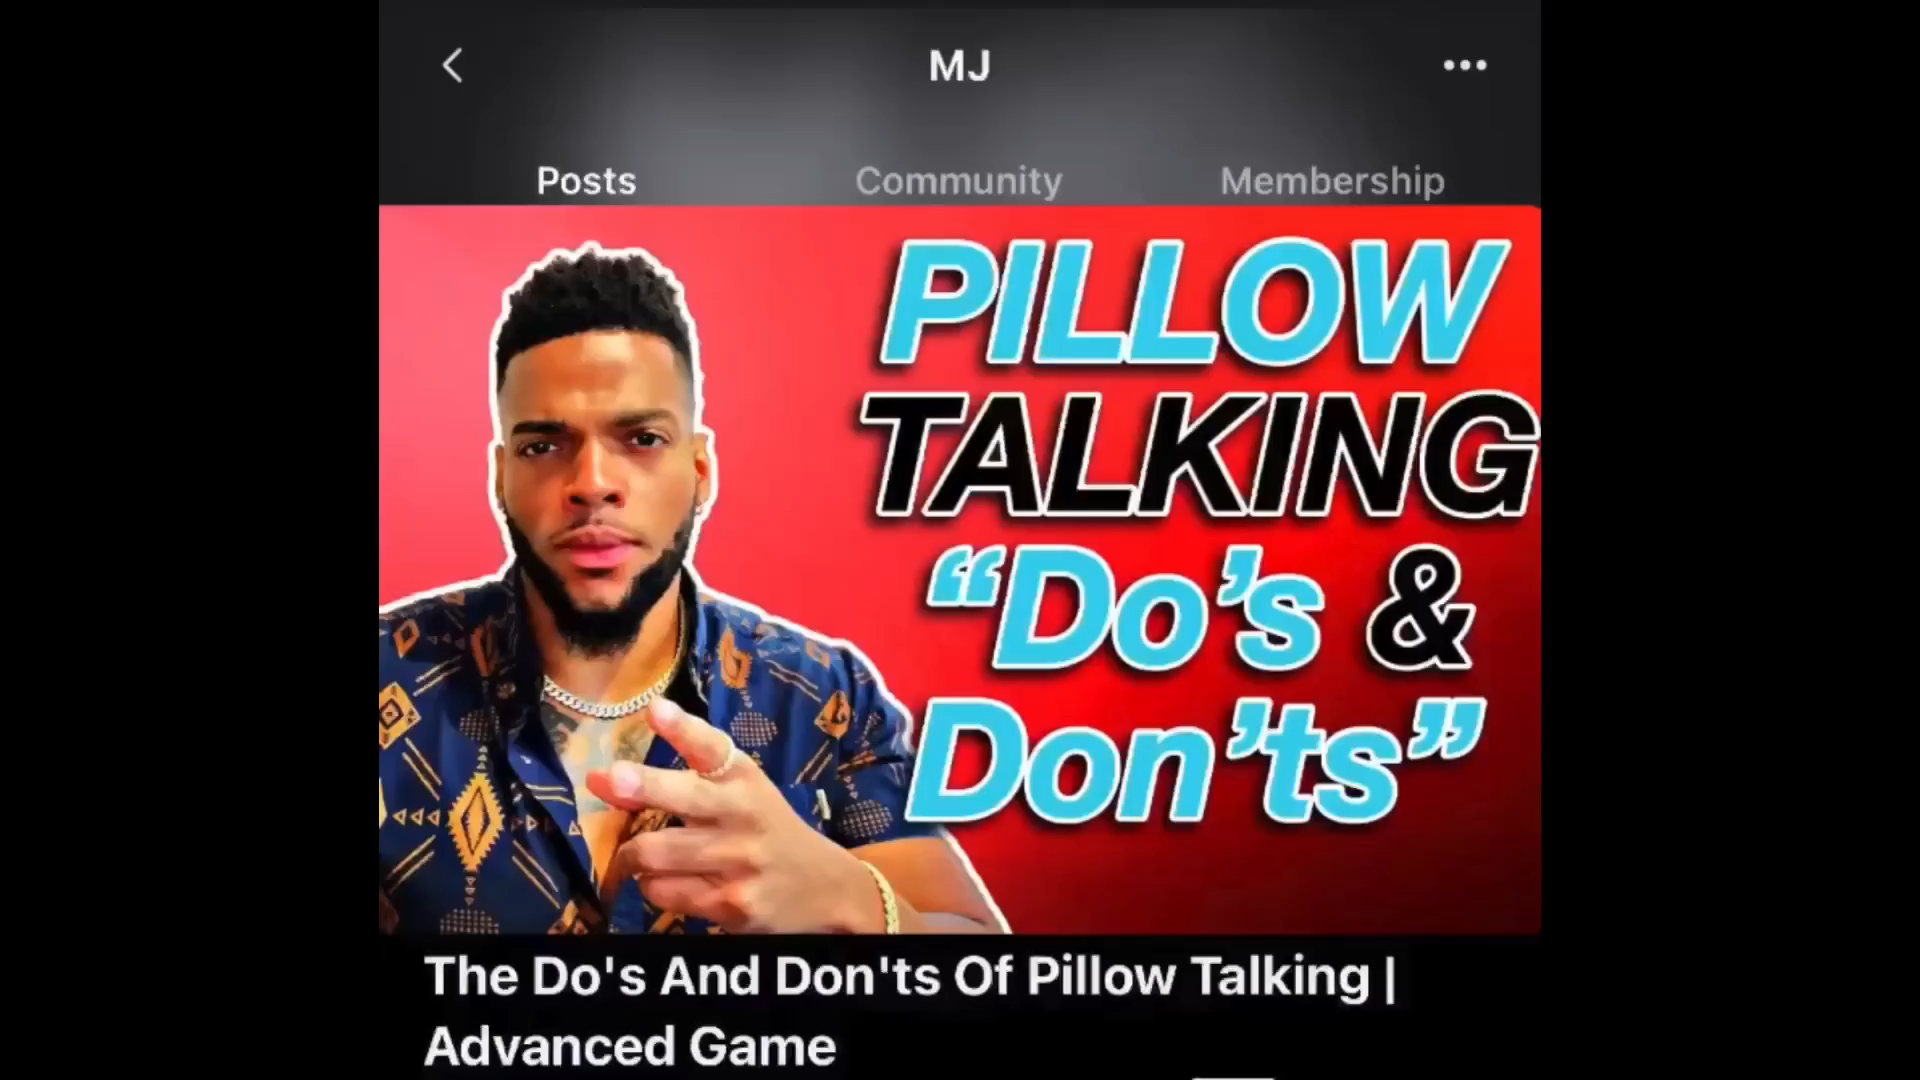 MJ
Posts
Community
Membership
PILLOW
TALKING
“Do’s &
Don’ts”
The Do's And Don'ts Of Pillow Talking |
Advanced Game